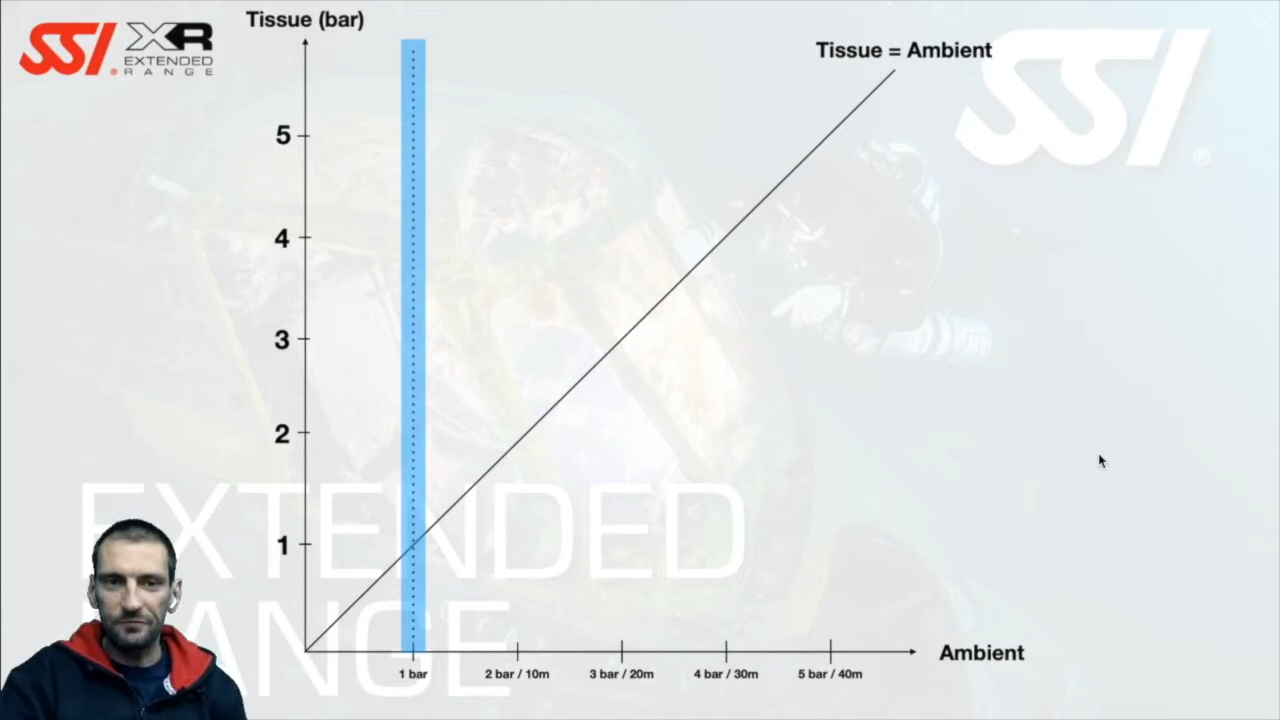 Tissue (bar)
SSI
XR
EXTENDED
RANGE
Tissue = Ambient
SSI
5
4
3
2
1
EXTENDED
RANGE
Ambient
1 bar
2 bar / 10m
3 bar / 20m
4 bar / 30m
5 bar / 40m